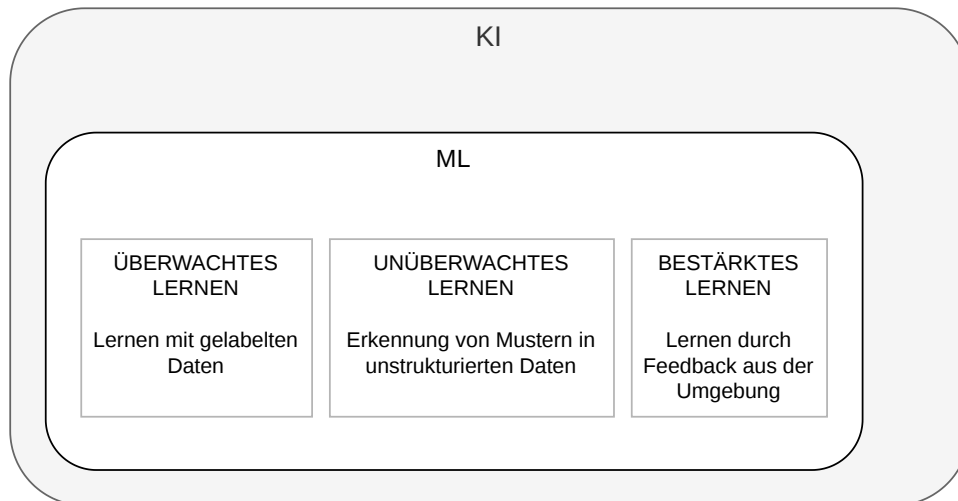 KI
ML
ÜBERWACHTES
LERNEN
Lernen mit gelabelten
Daten
UNÜBERWACHTES
LERNEN
Erkennung von Mustern in
unstrukturierten Daten
BESTÄRKTES
LERNEN
Lernen durch
Feedback aus der
Umgebung